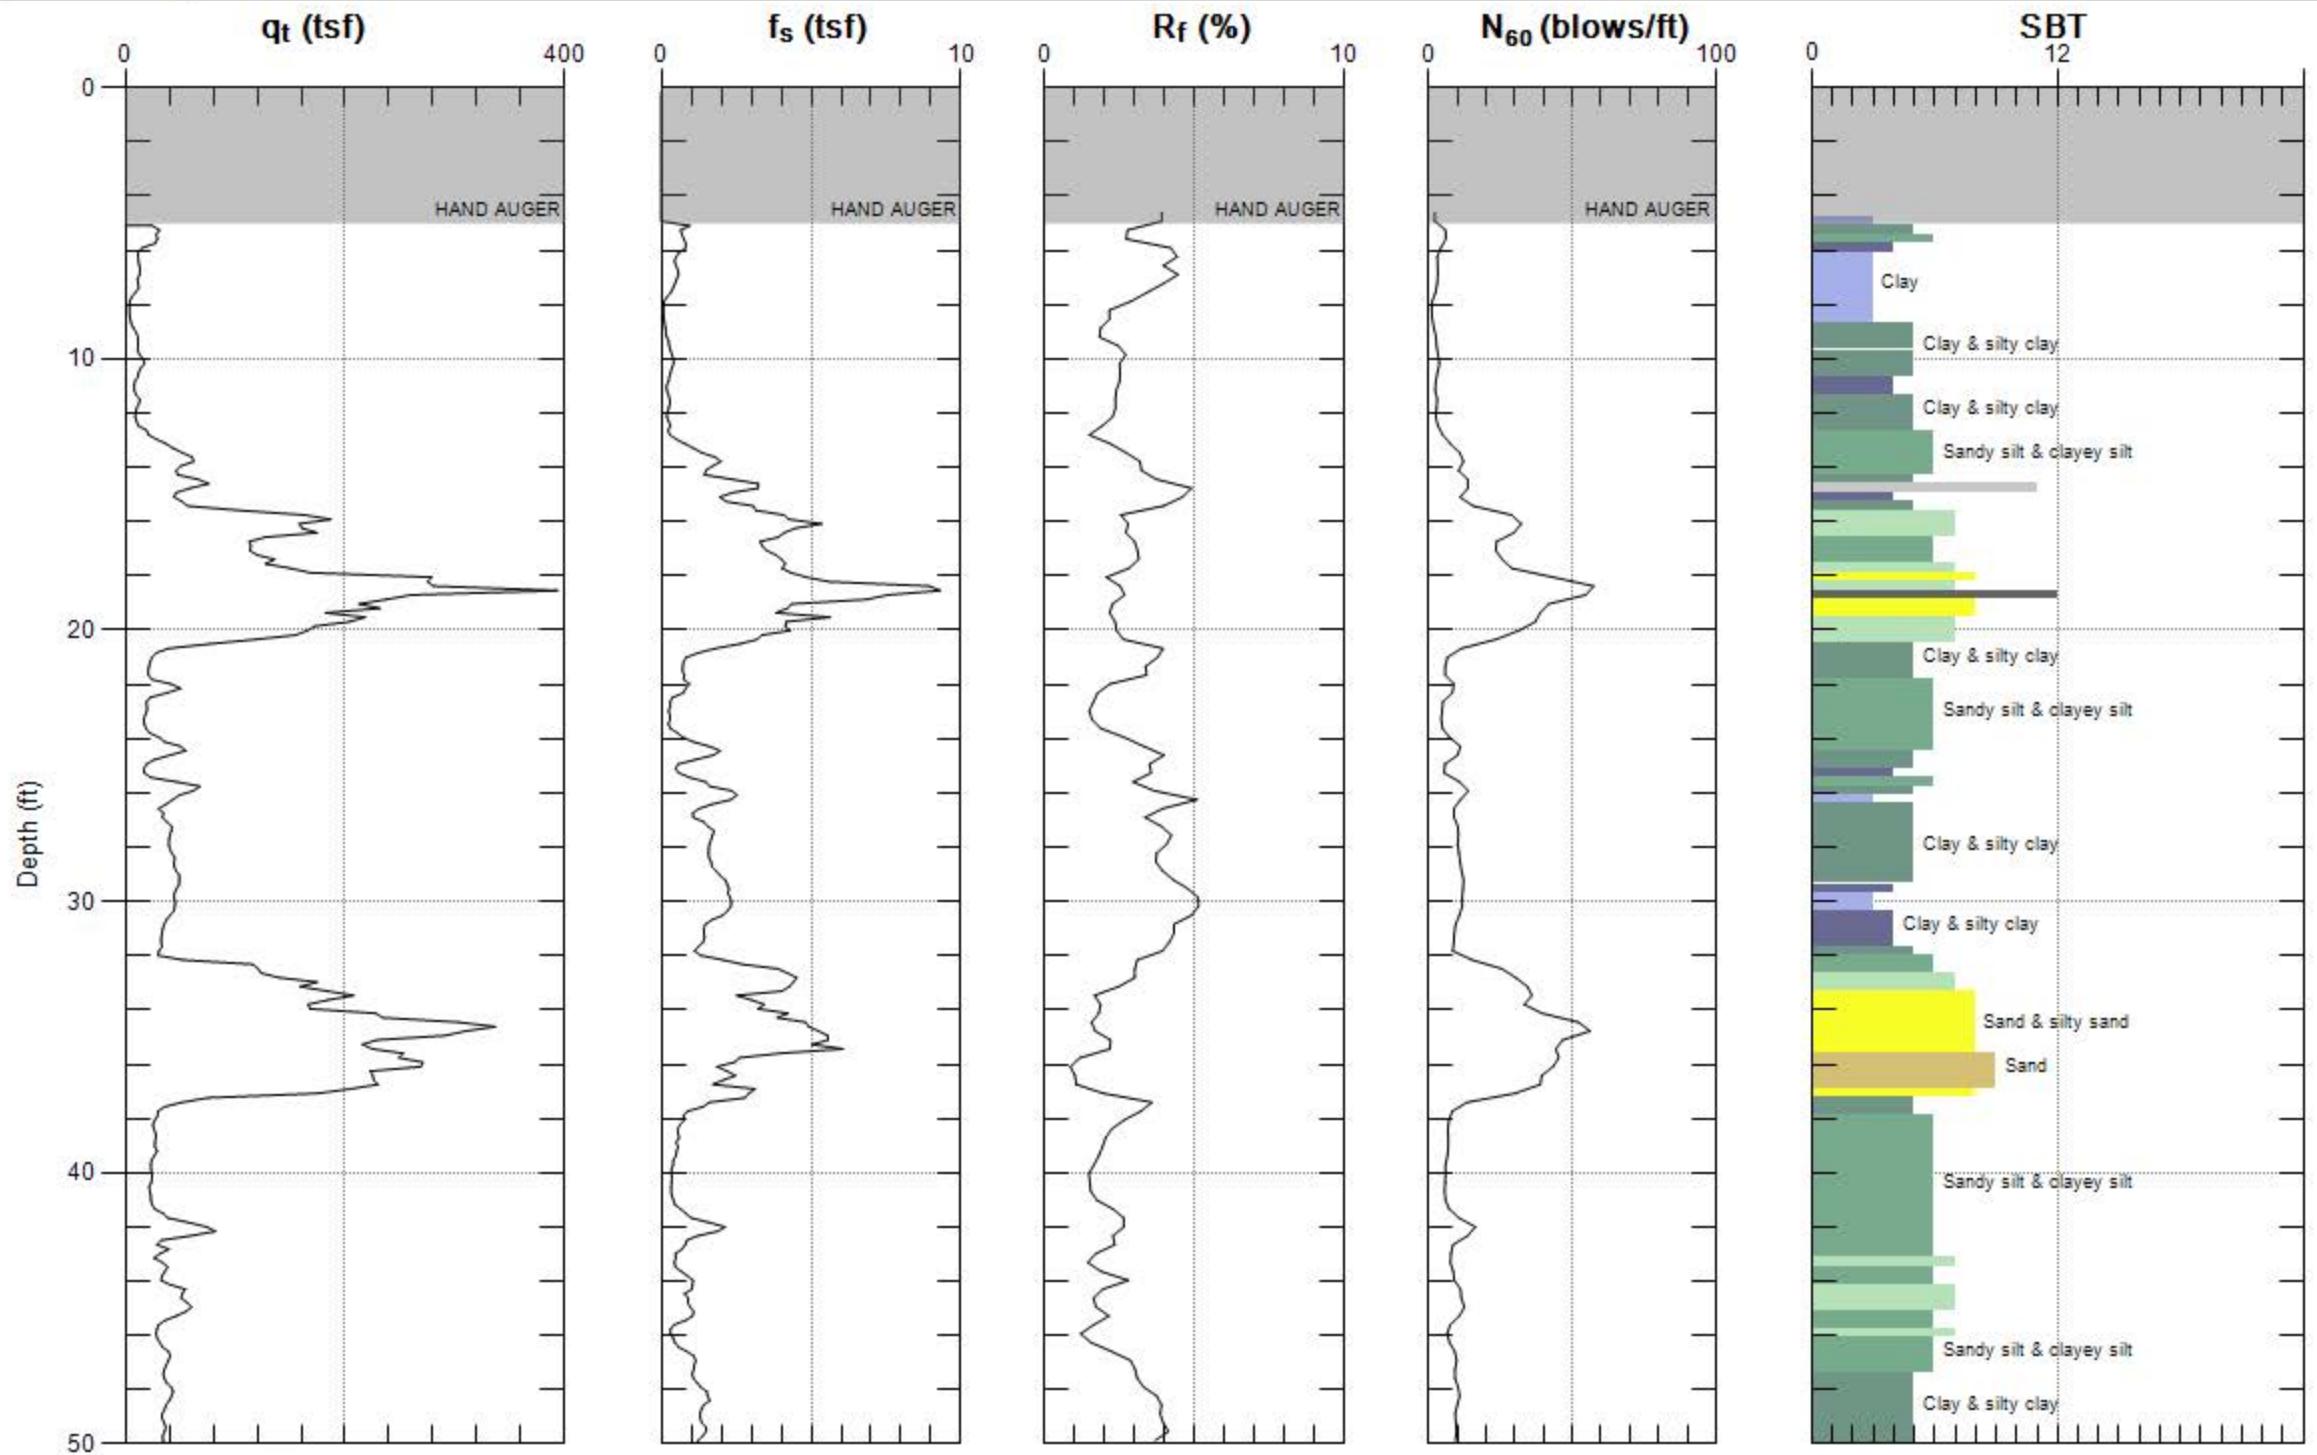 qt (tsf) fs (tsf) Rf (%) N60 (blows/ft) SBT
0 400 0 10 0 10 0 100 0 12
0
HAND AUGER HAND AUGER HAND AUGER HAND AUGER
Clay
Clay & silty clay
10
Clay & silty clay
Sandy silt & clayey silt
20
Clay & silty clay
Sandy silt & clayey silt
Depth (ft)
Clay & silty clay
30
Clay & silty clay
Sand & silty sand
Sand
40
Sandy silt & clayey silt
Sandy silt & clayey silt
Clay & silty clay
50